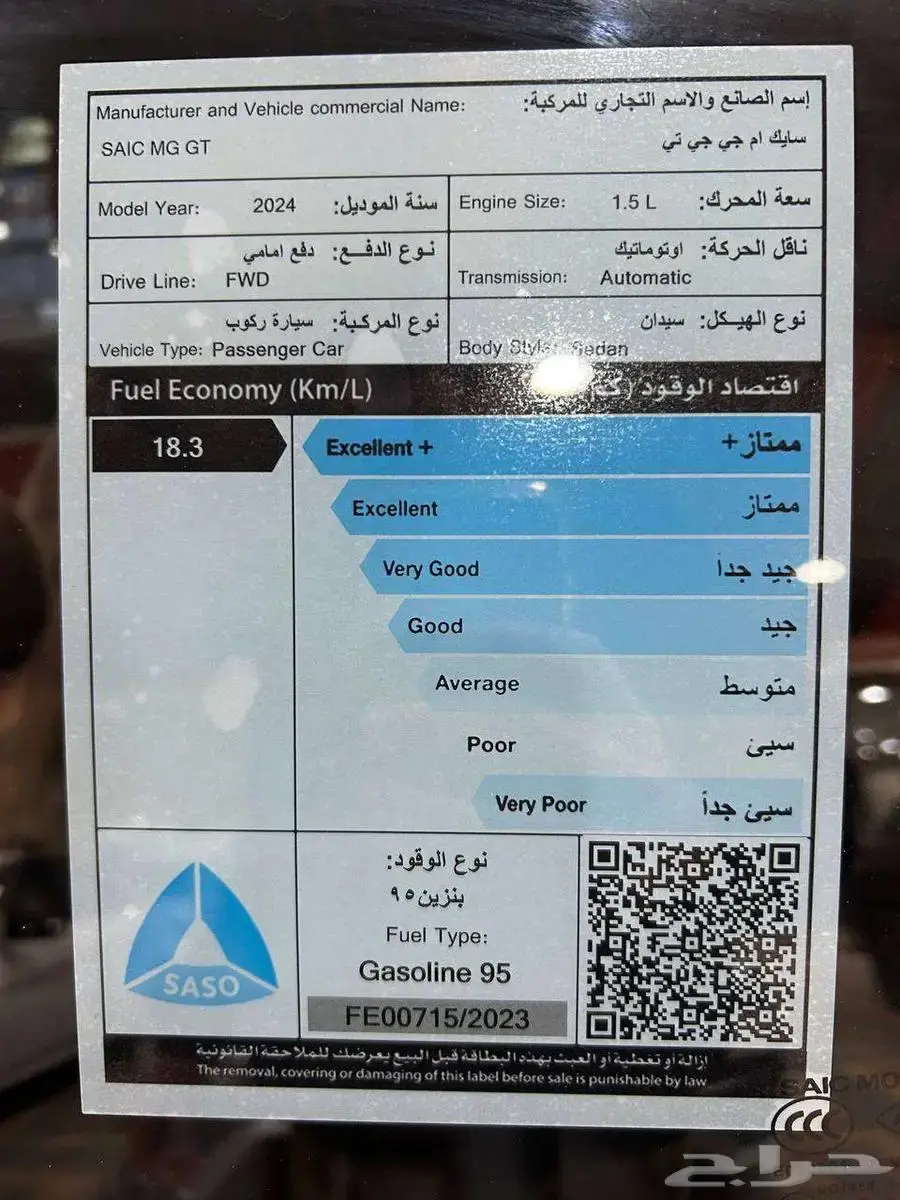 Manufacturer and Vehicle commercial Name: إسم الصانع والاسم التجاري للمركبة:
SAIC MG GT سايك ام جي جي تي
Model Year: 2024 سنة الموديل:
Engine Size: 1.5 L سعة المحرك:
نوع الدفع: دفع امامي
Drive Line: FWD
ناقل الحركة: اوتوماتيك
Transmission: Automatic
نوع المركبة: سيارة ركوب
Vehicle Type: Passenger Car
نوع الهيكل: سيدان
Body Style: Sedan
Fuel Economy (Km/L) اقتصاد الوقود
18.3
Excellent + ممتاز+
Excellent ممتاز
Very Good جيد جداً
Good جيد
Average متوسط
Poor سيئ
Very Poor سيئ جداً
SASO
نوع الوقود:
بنزين ٩٥
Fuel Type:
Gasoline 95
FE00715/2023
ازالة أو تغطية أو العبث بهذه البطاقة قبل البيع يعرضك للملاحقة القانونية
The removal, covering or damaging of this label before sale is punishable by law
SAIC MO
حراج